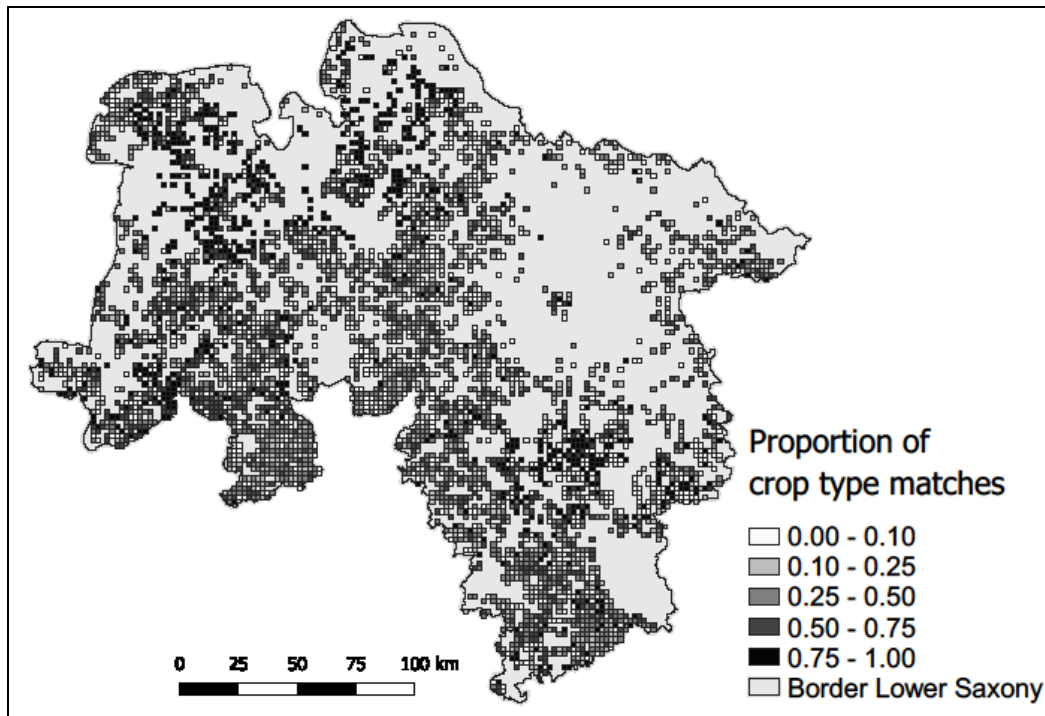 Proportion of
crop type matches
0.00 - 0.10
0.10 - 0.25
0.25 - 0.50
0.50 - 0.75
0.75 - 1.00
Border Lower Saxony
0 25 50 75 100 km